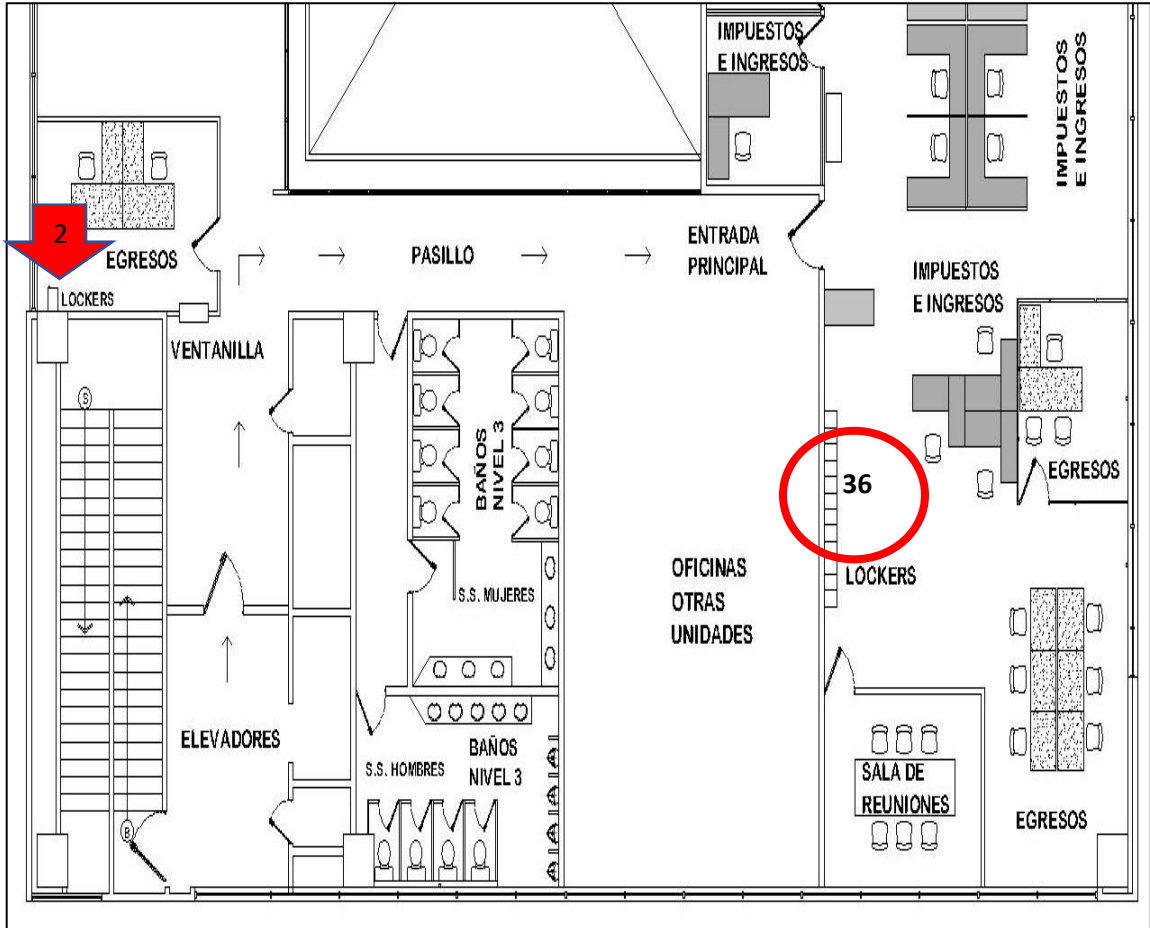 IMPUESTOS
E INGRESOS
IMPUESTOS
E INGRESOS
2
EGRESOS
LOCKERS
PASILLO
ENTRADA
PRINCIPAL
IMPUESTOS
E INGRESOS
VENTANILLA
S
BAÑOS
NIVEL 3
36
EGRESOS
LOCKERS
OFICINAS
OTRAS
UNIDADES
S.S. MUJERES
ELEVADORES
BAÑOS
NIVEL 3
S.S. HOMBRES
SALA DE
REUNIONES
EGRESOS
B